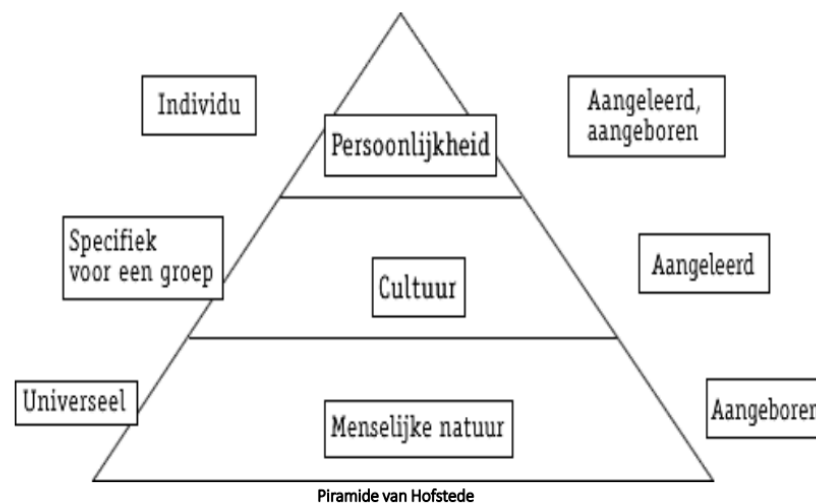 Individu
Aangeleerd,
aangeboren
Persoonlijkheid
Specifiek
voor een groep
Cultuur
Aangeleerd
Universeel
Menselijke natuur
Aangeboren
Piramide van Hofstede